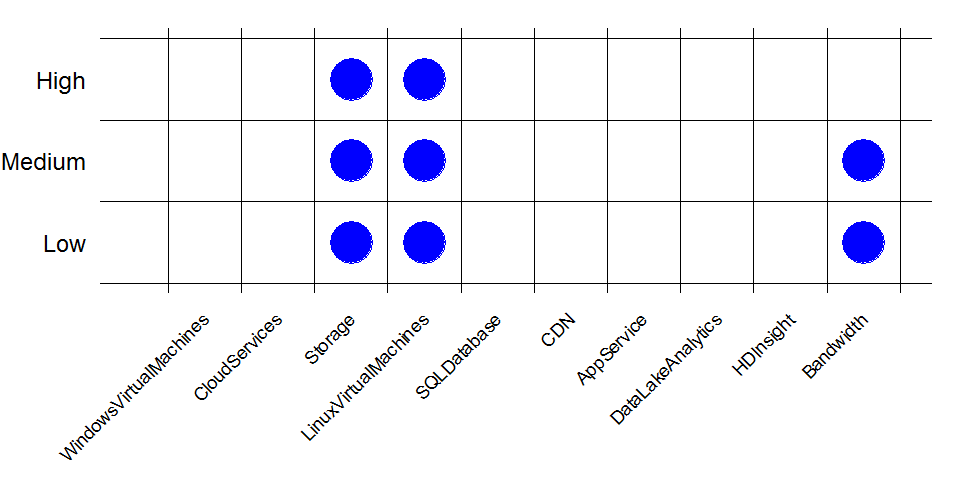 High
Medium
Low
WindowsVirtualMachines
CloudServices
Storage
LinuxVirtualMachines
SQLDatabase
CDN
AppService
DataLakeAnalytics
HDInsight
Bandwidth